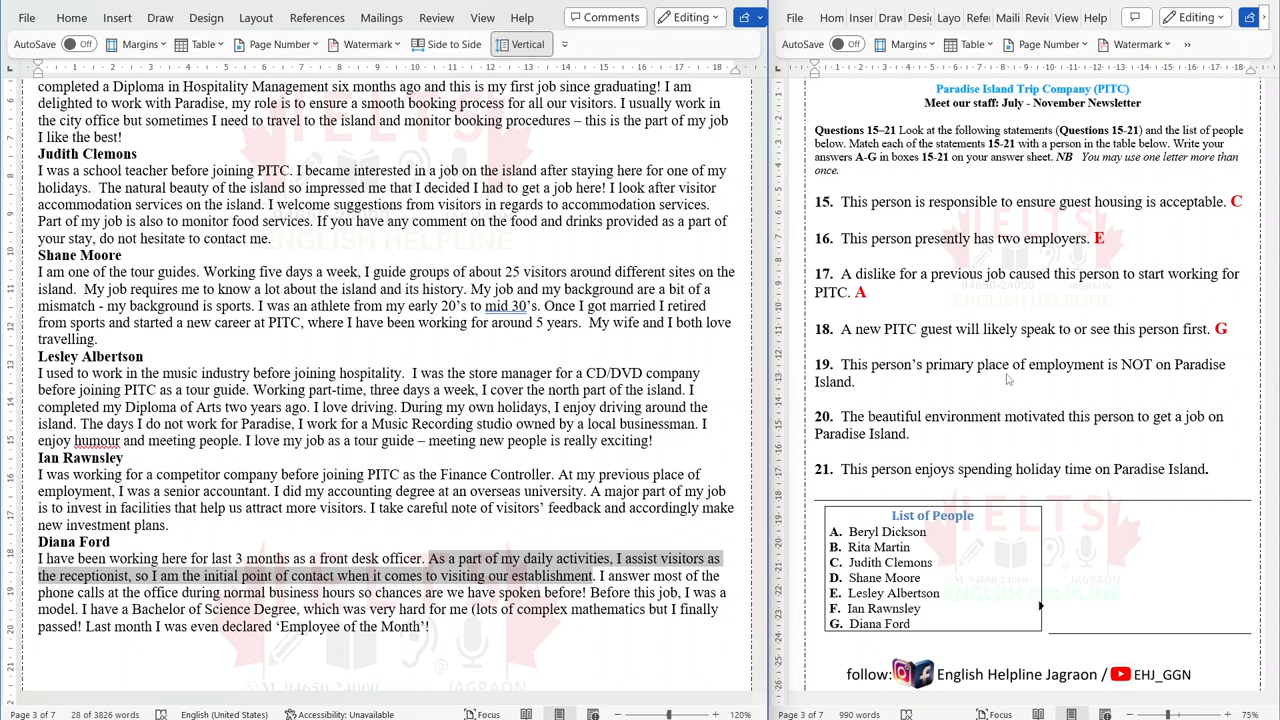 File Home Insert Draw Design Layout References Mailings Review View Help Comments Editing
AutoSave Off Margins Table Page Number Watermark Side to Side Vertical
completed a Diploma in Hospitality Management six months ago and this is my first job since graduating! I am
delighted to work with Paradise, my role is to ensure a smooth booking process for all our visitors. I usually work in
the city office but sometimes I need to travel to the island and monitor booking procedures – this is the part of my job
I like the best!
Judith Clemons
I was a school teacher before joining PITC. I became interested in a job on the island after staying here for one of my
holidays. The natural beauty of the island so impressed me that I decided I had to get a job here! I look after visitor
accommodation services on the island. I welcome suggestions from visitors in regards to accommodation services.
Part of my job is also to monitor food services. If you have any comment on the food and drinks provided as a part of
your stay, do not hesitate to contact me.
Shane Moore
I am one of the tour guides. Working five days a week, I guide groups of about 25 visitors around different sites on the
island. My job requires me to know a lot about the island and its history. My job and my background are a bit of a
mismatch - my background is sports. I was an athlete from my early 20's to mid 30's. Once I got married I retired
from sports and started a new career at PITC, where I have been working for around 5 years. My wife and I both love
travelling.
Lesley Albertson
I used to work in the music industry before joining hospitality. I was the store manager for a CD/DVD company
before joining PITC as a tour guide. Working part-time, three days a week, I cover the north part of the island. I
completed my Diploma of Arts two years ago. I love driving. During my own holidays, I enjoy driving around the
island. The days I do not work for Paradise, I work for a Music Recording studio owned by a local businessman. I
enjoy humour and meeting people. I love my job as a tour guide – meeting new people is really exciting!
Ian Rawnsley
I was working for a competitor company before joining PITC as the Finance Controller. At my previous place of
employment, I was a senior accountant. I did my accounting degree at an overseas university. A major part of my job
is to invest in facilities that help us attract more visitors. I take careful note of visitors' feedback and accordingly make
new investment plans.
Diana Ford
I have been working here for last 3 months as a front desk officer. As a part of my daily activities, I assist visitors as
the receptionist, so I am the initial point of contact when it comes to visiting our establishment. I answer most of the
phone calls at the office during normal business hours so chances are we have spoken before! Before this job, I was a
model. I have a Bachelor of Science Degree, which was very hard for me (lots of complex mathematics but I finally
passed! Last month I was even declared 'Employee of the Month'!
Page 3 of 7 28 of 3826 words English (United States) Accessibility: Unavailable Focus 120%
File Hom Inser Draw Desig Layo Refer Maili Revie View Help Editing
AutoSave Off Margins Table Page Number Watermark
Paradise Island Trip Company (PITC)
Meet our staff: July - November Newsletter
Questions 15–21 Look at the following statements (Questions 15-21) and the list of people
below. Match each of the statements 15-21 with a person in the table below. Write your
answers A-G in boxes 15-21 on your answer sheet. NB You may use one letter more than
once.
15. This person is responsible to ensure guest housing is acceptable. C
16. This person presently has two employers. E
17. A dislike for a previous job caused this person to start working for
PITC. A
18. A new PITC guest will likely speak to or see this person first. G
19. This person's primary place of employment is NOT on Paradise
Island.
20. The beautiful environment motivated this person to get a job on
Paradise Island.
21. This person enjoys spending holiday time on Paradise Island.
List of People
A. Beryl Dickson
B. Rita Martin
C. Judith Clemons
D. Shane Moore
E. Lesley Albertson
F. Ian Rawnsley
G. Diana Ford
follow: English Helpline Jagraon / EHJ_GGN
Page 3 of 7 990 words Focus 75%